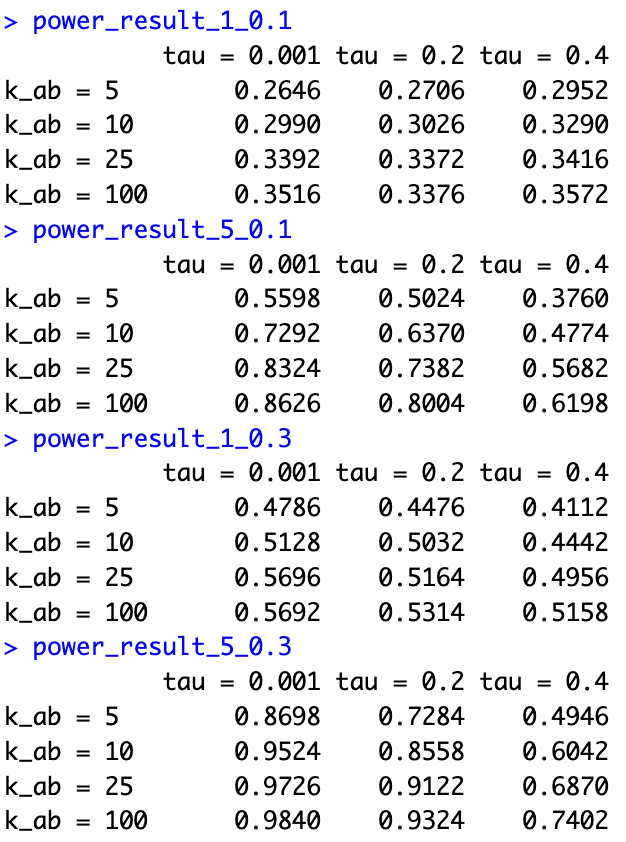 > power_result_1_0.1
tau = 0.001 tau = 0.2 tau = 0.4
k_ab = 5 0.2646 0.2706 0.2952
k_ab = 10 0.2990 0.3026 0.3290
k_ab = 25 0.3392 0.3372 0.3416
k_ab = 100 0.3516 0.3376 0.3572
> power_result_5_0.1
tau = 0.001 tau = 0.2 tau = 0.4
k_ab = 5 0.5598 0.5024 0.3760
k_ab = 10 0.7292 0.6370 0.4774
k_ab = 25 0.8324 0.7382 0.5682
k_ab = 100 0.8626 0.8004 0.6198
> power_result_1_0.3
tau = 0.001 tau = 0.2 tau = 0.4
k_ab = 5 0.4786 0.4476 0.4112
k_ab = 10 0.5128 0.5032 0.4442
k_ab = 25 0.5696 0.5164 0.4956
k_ab = 100 0.5692 0.5314 0.5158
> power_result_5_0.3
tau = 0.001 tau = 0.2 tau = 0.4
k_ab = 5 0.8698 0.7284 0.4946
k_ab = 10 0.9524 0.8558 0.6042
k_ab = 25 0.9726 0.9122 0.6870
k_ab = 100 0.9840 0.9324 0.7402